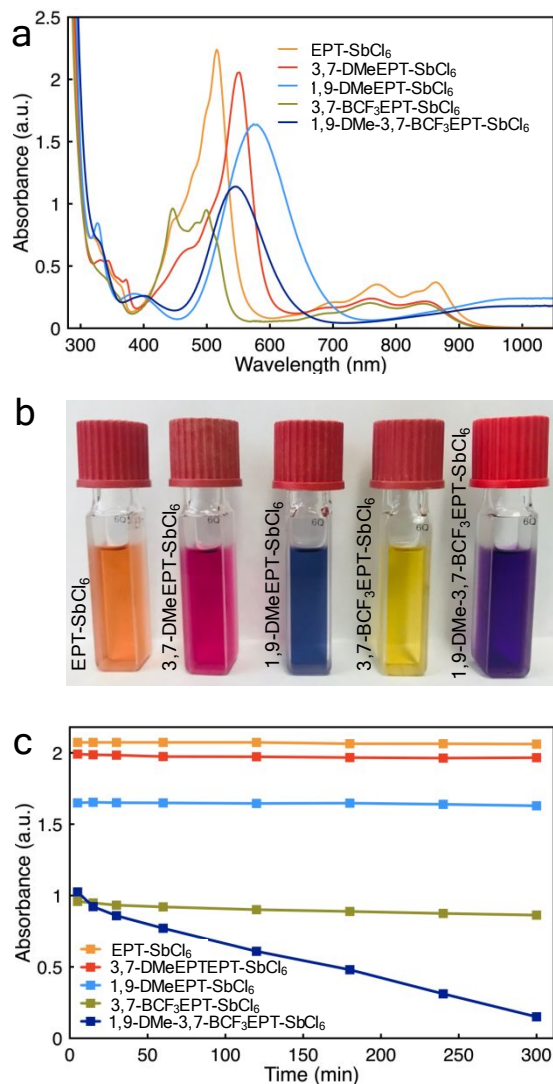 a
2.5
2
1.5
1
0.5
0
Absorbance (a.u.)
EPT-SbCl₆
3,7-DMeEPT-SbCl₆
1,9-DMeEPT-SbCl₆
3,7-BCF₃EPT-SbCl₆
1,9-DMe-3,7-BCF₃EPT-SbCl₆
300 400 500 600 700 800 900 1000
Wavelength (nm)
b
EPT-SbCl₆
3,7-DMeEPT-SbCl₆
1,9-DMeEPT-SbCl₆
3,7-BCF₃EPT-SbCl₆
1,9-DMe-3,7-BCF₃EPT-SbCl₆
6Q 6Q 6Q 6Q 6Q
c
2
1.5
1
0.5
0
Absorbance (a.u.)
EPT-SbCl₆
3,7-DMeEPTEPT-SbCl₆
1,9-DMeEPT-SbCl₆
3,7-BCF₃EPT-SbCl₆
1,9-DMe-3,7-BCF₃EPT-SbCl₆
0 50 100 150 200 250 300
Time (min)